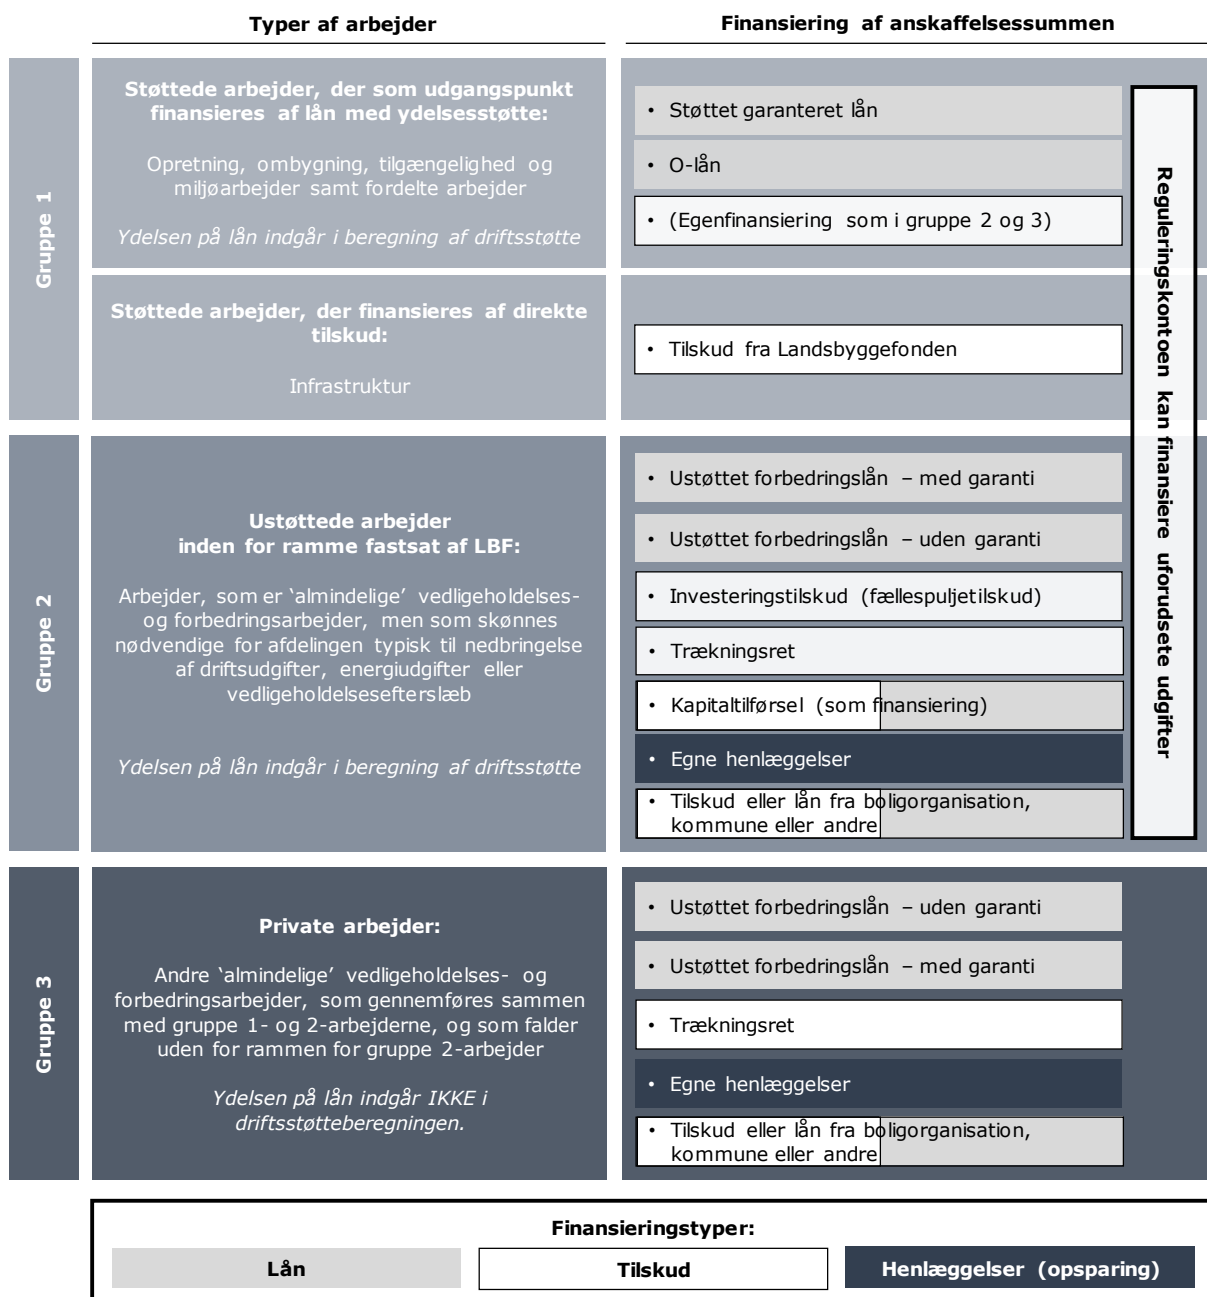 Typer af arbejder
Finansiering af anskaffelsessummen
Gruppe 1
Støttede arbejder, der som udgangspunkt
finansieres af lån med ydelsesstøtte:
Opretning, ombygning, tilgængelighed og
miljøarbejder samt fordelte arbejder
Ydelsen på lån indgår i beregning af driftsstøtte
• Støttet garanteret lån
• O-lån
• (Egenfinansiering som i gruppe 2 og 3)
Støttede arbejder, der finansieres af direkte
tilskud:
Infrastruktur
• Tilskud fra Landsbyggefonden
Reguleringskontoen kan finansiere uforudsete udgifter
Gruppe 2
Ustøttede arbejder
inden for ramme fastsat af LBF:
Arbejder, som er ‘almindelige’ vedligeholdelses-
og forbedringsarbejder, men som skønnes
nødvendige for afdelingen typisk til nedbringelse
af driftsudgifter, energiudgifter eller
vedligeholdelsesefterslæb
Ydelsen på lån indgår i beregning af driftsstøtte
• Ustøttet forbedringslån – med garanti
• Ustøttet forbedringslån – uden garanti
• Investeringstilskud (fællespuljetilskud)
• Trækningsret
• Kapitaltilførsel (som finansiering)
• Egne henlæggelser
• Tilskud eller lån fra boligorganisation,
kommune eller andre
Gruppe 3
Private arbejder:
Andre ‘almindelige’ vedligeholdelses- og
forbedringsarbejder, som gennemføres sammen
med gruppe 1- og 2-arbejderne, og som falder
uden for rammen for gruppe 2-arbejder
Ydelsen på lån indgår IKKE i
driftsstøtteberegningen.
• Ustøttet forbedringslån – uden garanti
• Ustøttet forbedringslån – med garanti
• Trækningsret
• Egne henlæggelser
• Tilskud eller lån fra boligorganisation,
kommune eller andre
Finansieringstyper:
Lån
Tilskud
Henlæggelser (opsparing)